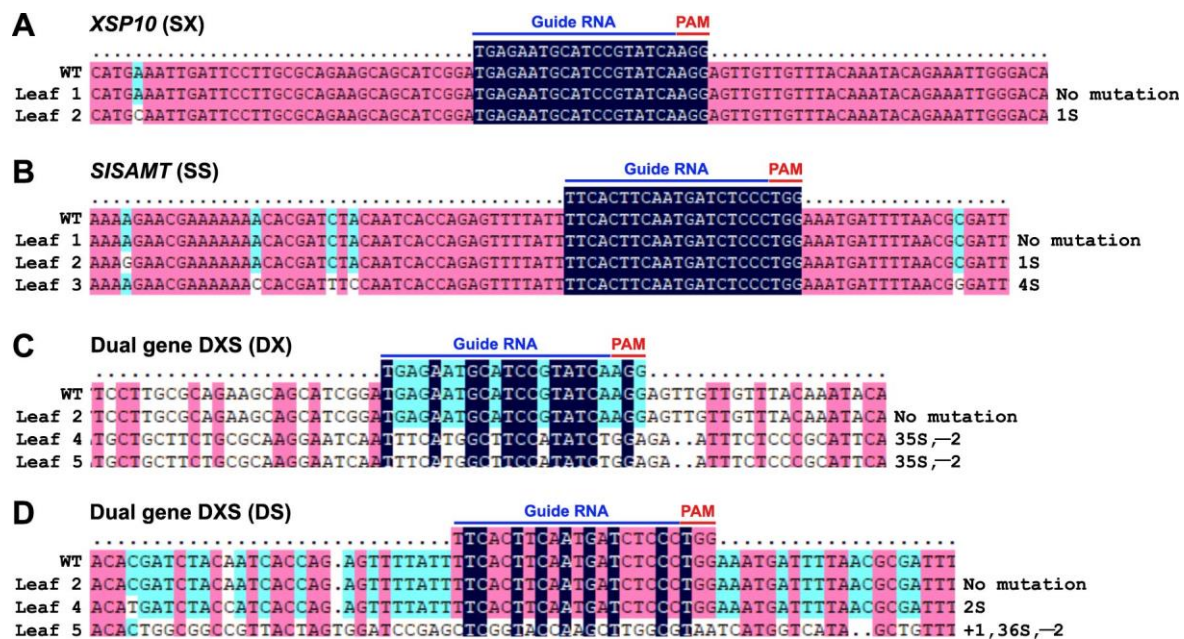 A XSP10 (SX)
Guide RNA PAM
TGAGAATGCATCCGTATCAAGG
WT CATGAAATTGATTCCTTGCGCAGAAGCAGCATCGGATGAGAATGCATCCGTATCAAGGAGTTGTTGTTTACAAATACAGAAATTGGGACA
Leaf 1 CATGAAATTGATTCCTTGCGCAGAAGCAGCATCGGATGAGAATGCATCCGTATCAAGGAGTTGTTGTTTACAAATACAGAAATTGGGACA No mutation
Leaf 2 CATGCAATTGATTCCTTGCGCAGAAGCAGCATCGGATGAGAATGCATCCGTATCAAGGAGTTGTTGTTTACAAATACAGAAATTGGGACA 1S
B SlSAMT (SS)
Guide RNA PAM
TTCACTTCAATGATCTCCCTGG
WT AAAAGAACGAAAAAAACACGATCTACAATCACCAGAGTTTTATTTTCACTTCAATGATCTCCCTGGAAATGATTTTAACGCGATT
Leaf 1 AAAAGAACGAAAAAAACACGATCTACAATCACCAGAGTTTTATTTTCACTTCAATGATCTCCCTGGAAATGATTTTAACGCGATT No mutation
Leaf 2 AAAGGAACGAAAAAAACACGATCTACAATCACCAGAGTTTTATTTTCACTTCAATGATCTCCCTGGAAATGATTTTAACGCGATT 1S
Leaf 3 AAAAGAACGAAAAAACCACGATTTCCAATCACCAGAGTTTTATTTTCACTTCAATGATCTCCCTGGAAATGATTTTAACGGGATT 4S
C Dual gene DXS (DX)
Guide RNA PAM
TGAGAATGCATCCGTATCAAGG
WT TCCTTGCGCAGAAGCAGCATCGGATGAGAATGCATCCGTATCAAGGAGTTGTTGTTTACAAATACA
Leaf 2 TCCTTGCGCAGAAGCAGCATCGGATGAGAATGCATCCGTATCAAGGAGTTGTTGTTTACAAATACA No mutation
Leaf 4 TGCTGCTTCTGCGCAAGGAATCAATTTCATGGCTTCCATATCTGGAGA..ATTTCTCCCGCATTCA 35S,—2
Leaf 5 TGCTGCTTCTGCGCAAGGAATCAATTTCATGGCTTCCATATCTGGAGA..ATTTCTCCCGCATTCA 35S,—2
D Dual gene DXS (DS)
Guide RNA PAM
TTCACTTCAATGATCTCCCTGG
WT ACACGATCTACAATCACCAG.AGTTTTATTTTCACTTCAATGATCTCCCTGGAAATGATTTTAACGCGATTT
Leaf 2 ACACGATCTACAATCACCAG.AGTTTTATTTTCACTTCAATGATCTCCCTGGAAATGATTTTAACGCGATTT No mutation
Leaf 4 ACATGATCTACCATCACCAG.AGTTTTATTTTCACTTCAATGATCTCCCTGGAAATGATTTTAACGCGATTT 2S
Leaf 5 ACACTGGCGGCCGTTACTAGTGGATCCGAGCTCGGTACCAAGCTTGGCGTAATCATGGTCATA..GCTGTTT +1,36S,—2